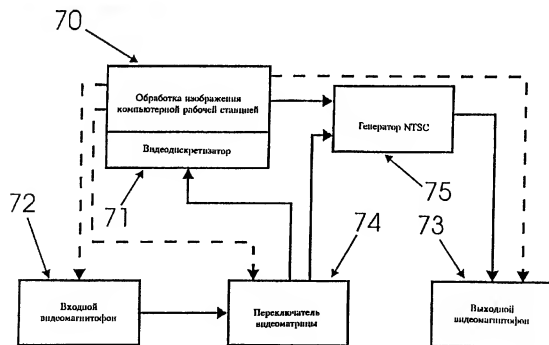 70
Обработка изображения
компьютерной рабочей станцией
Видеодискретизатор
Генератор NTSC
72
71
75
74
73
Входной
видеомагнитофон
Переключатель
видеоматрицы
Выходной
видеомагнитофон